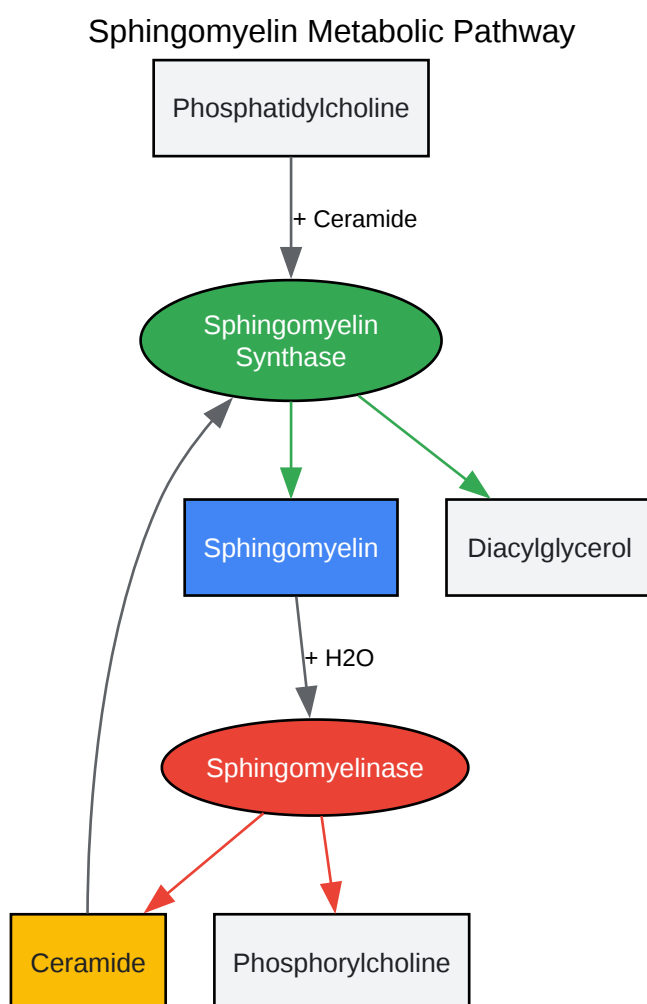 Sphingomyelin Metabolic Pathway
Phosphatidylcholine
+ Ceramide
Sphingomyelin
Synthase
Sphingomyelin
Diacylglycerol
+ H2O
Sphingomyelinase
Ceramide
Phosphorylcholine